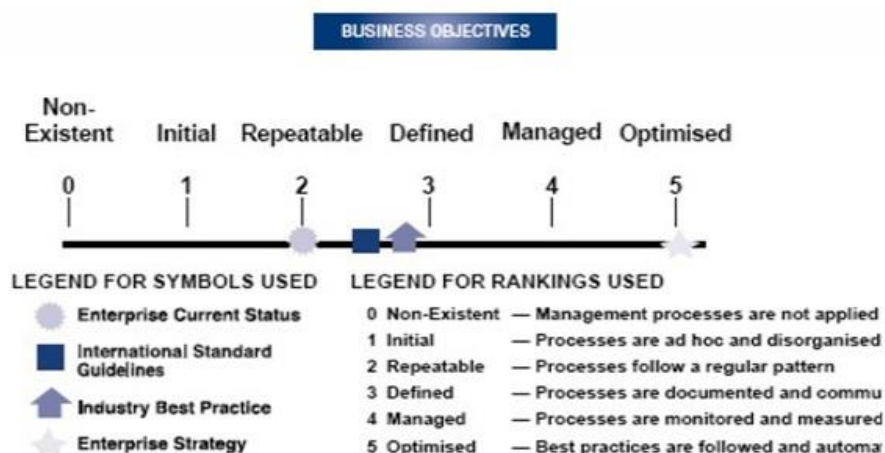 BUSINESS OBJECTIVES
Non-
Existent Initial Repeatable Defined Managed Optimised
0 1 2 3 4 5
LEGEND FOR SYMBOLS USED
Enterprise Current Status
International Standard
Guidelines
Industry Best Practice
Enterprise Strategy
LEGEND FOR RANKINGS USED
0 Non-Existent — Management processes are not applied
1 Initial — Processes are ad hoc and disorganised
2 Repeatable — Processes follow a regular pattern
3 Defined — Processes are documented and commu
4 Managed — Processes are monitored and measured
5 Optimised — Best practices are followed and automa